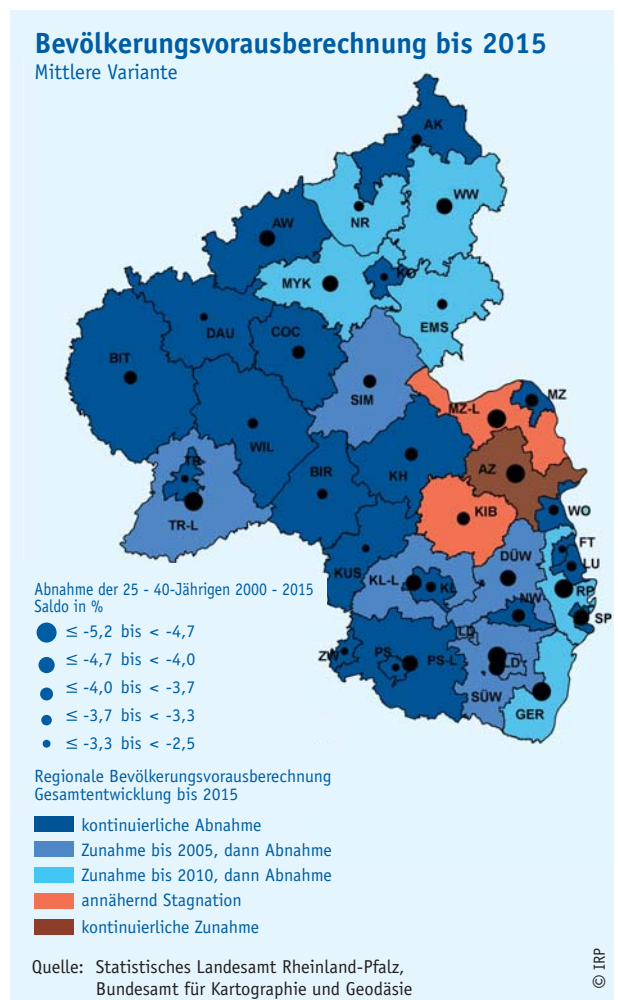 Bevölkerungsvorausberechnung bis 2015
Mittlere Variante
AK
WW
NR
AW
KO
MYK
EMS
DAU
COC
BIT
SIM
MZ
MZ-L
WIL
AZ
KH
BIR
TR
KIB
WO
TR-L
FT
DÜW
LU
KUS
KL-L
KL
RP
NW
SP
LD
ZW
PS
PS-L
LD
SÜW
GER
Abnahme der 25 - 40-Jährigen 2000 - 2015
Saldo in %
≤ -5,2 bis < -4,7
≤ -4,7 bis < -4,0
≤ -4,0 bis < -3,7
≤ -3,7 bis < -3,3
≤ -3,3 bis < -2,5
Regionale Bevölkerungsvorausberechnung
Gesamtentwicklung bis 2015
kontinuierliche Abnahme
Zunahme bis 2005, dann Abnahme
Zunahme bis 2010, dann Abnahme
annähernd Stagnation
kontinuierliche Zunahme
Quelle: Statistisches Landesamt Rheinland-Pfalz,
Bundesamt für Kartographie und Geodäsie
© IRP